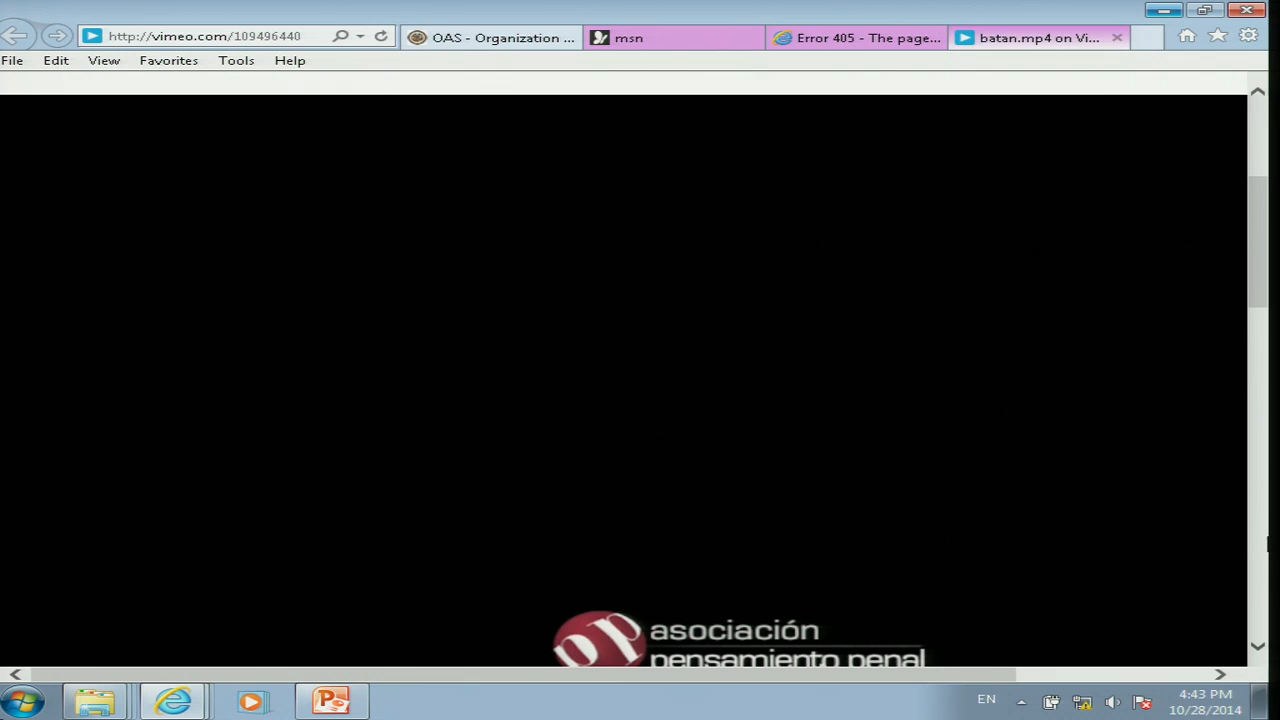 http://vimeo.com/109496440
OAS - Organization ...
msn
Error 405 - The page...
batan.mp4 on Vi...
File Edit View Favorites Tools Help
op asociación
pensamiento penal
EN
4:43 PM
10/28/2014